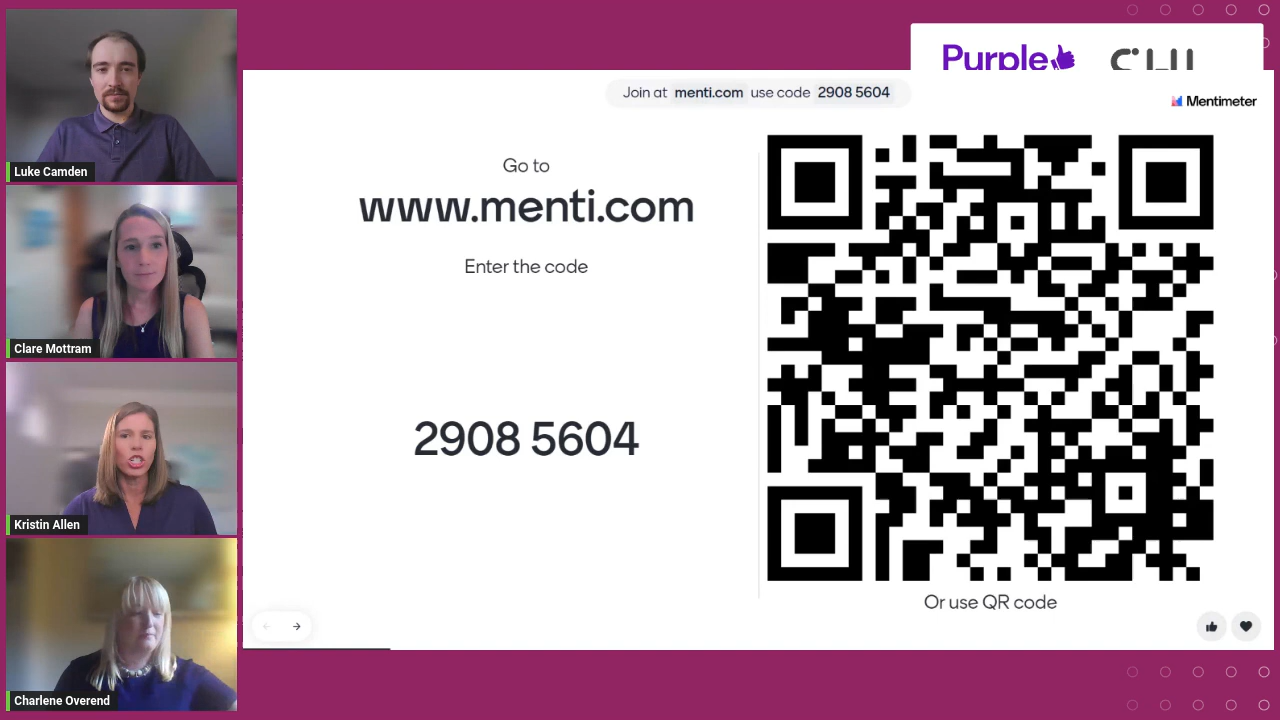 Luke Camden
Clare Mottram
Kristin Allen
Charlene Overend
Purple
Join at menti.com use code 2908 5604
Mentimeter
Go to
www.menti.com
Enter the code
2908 5604
Or use QR code